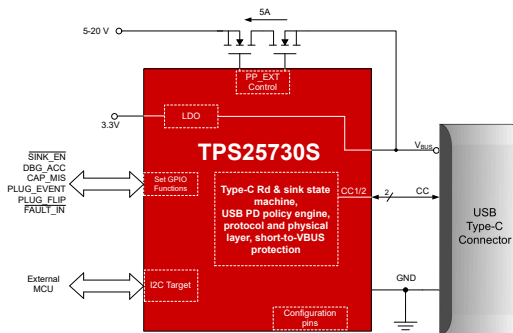 5A
5-20 V
PP_EXT
Control
LDO
3.3V
TPS25730S
VBUS
SINK_EN
DBG_ACC
CAP_MIS
PLUG_EVENT
PLUG_FLIP
FAULT_IN
Set GPIO
Functions
Type-C Rd & sink state
machine,
USB PD policy engine,
protocol and physical
layer, short-to-VBUS
protection
CC1/2
2
CC
USB
Type-C
Connector
External
MCU
I2C Target
GND
Configuration
pins